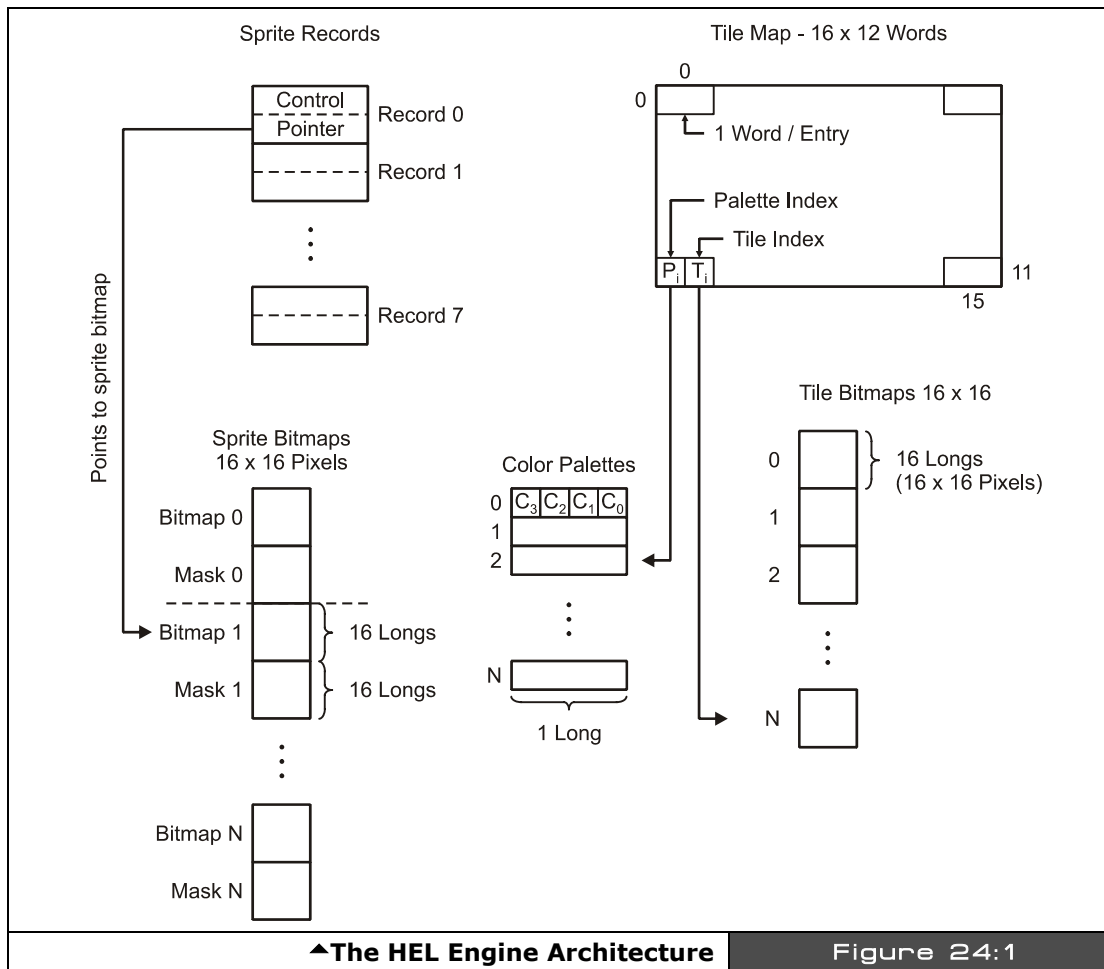 Sprite Records
Control
Pointer
Record 0
Record 1
Record 7
Points to sprite bitmap
Tile Map - 16 x 12 Words
0
0
1 Word / Entry
Palette Index
Tile Index
Pi Ti
11
15
Sprite Bitmaps
16 x 16 Pixels
Bitmap 0
Mask 0
Bitmap 1
16 Longs
Mask 1
16 Longs
Bitmap N
Mask N
Color Palettes
0 C3 C2 C1 C0
1
2
N
1 Long
Tile Bitmaps 16 x 16
0
16 Longs
(16 x 16 Pixels)
1
2
N
The HEL Engine Architecture
Figure 24:1